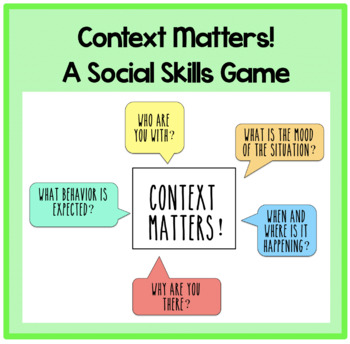 Context Matters!
A Social Skills Game
WHO ARE
YOU WITH?
WHAT IS THE MOOD
OF THE SITUATION?
WHAT BEHAVIOR IS
EXPECTED?
CONTEXT
MATTERS!
WHEN AND
WHERE IS IT
HAPPENING?
WHY ARE YOU
THERE?